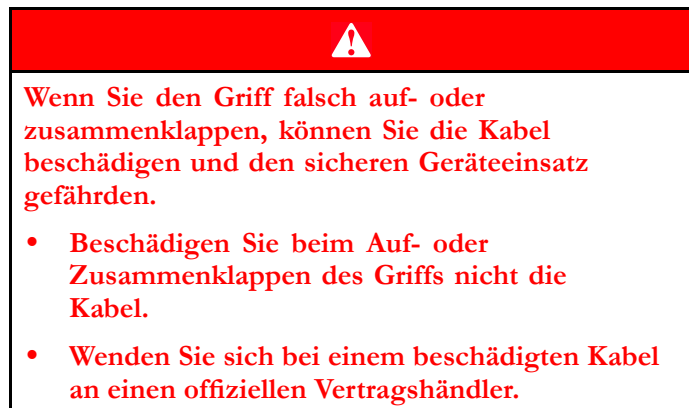 Wenn Sie den Griff falsch auf- oder
zusammenklappen, können Sie die Kabel
beschädigen und den sicheren Geräteeinsatz
gefährden.
• Beschädigen Sie beim Auf- oder
Zusammenklappen des Griffs nicht die
Kabel.
• Wenden Sie sich bei einem beschädigten Kabel
an einen offiziellen Vertragshändler.